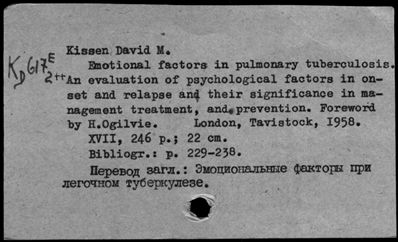 Kissen David M.
KD617E
2++
Emotional factors in pulmonary tuberculosis.
An evaluation of psychological factors in on-
set and relapse and their significance in ma-
nagement treatment, and prevention. Foreword
by H.Ogilvie. London, Tavistock, 1958.
XVII, 246 p.; 22 cm.
Bibliogr.: p. 229-238.
Перевод загл.: Эмоциональные факторы при
легочном туберкулезе.